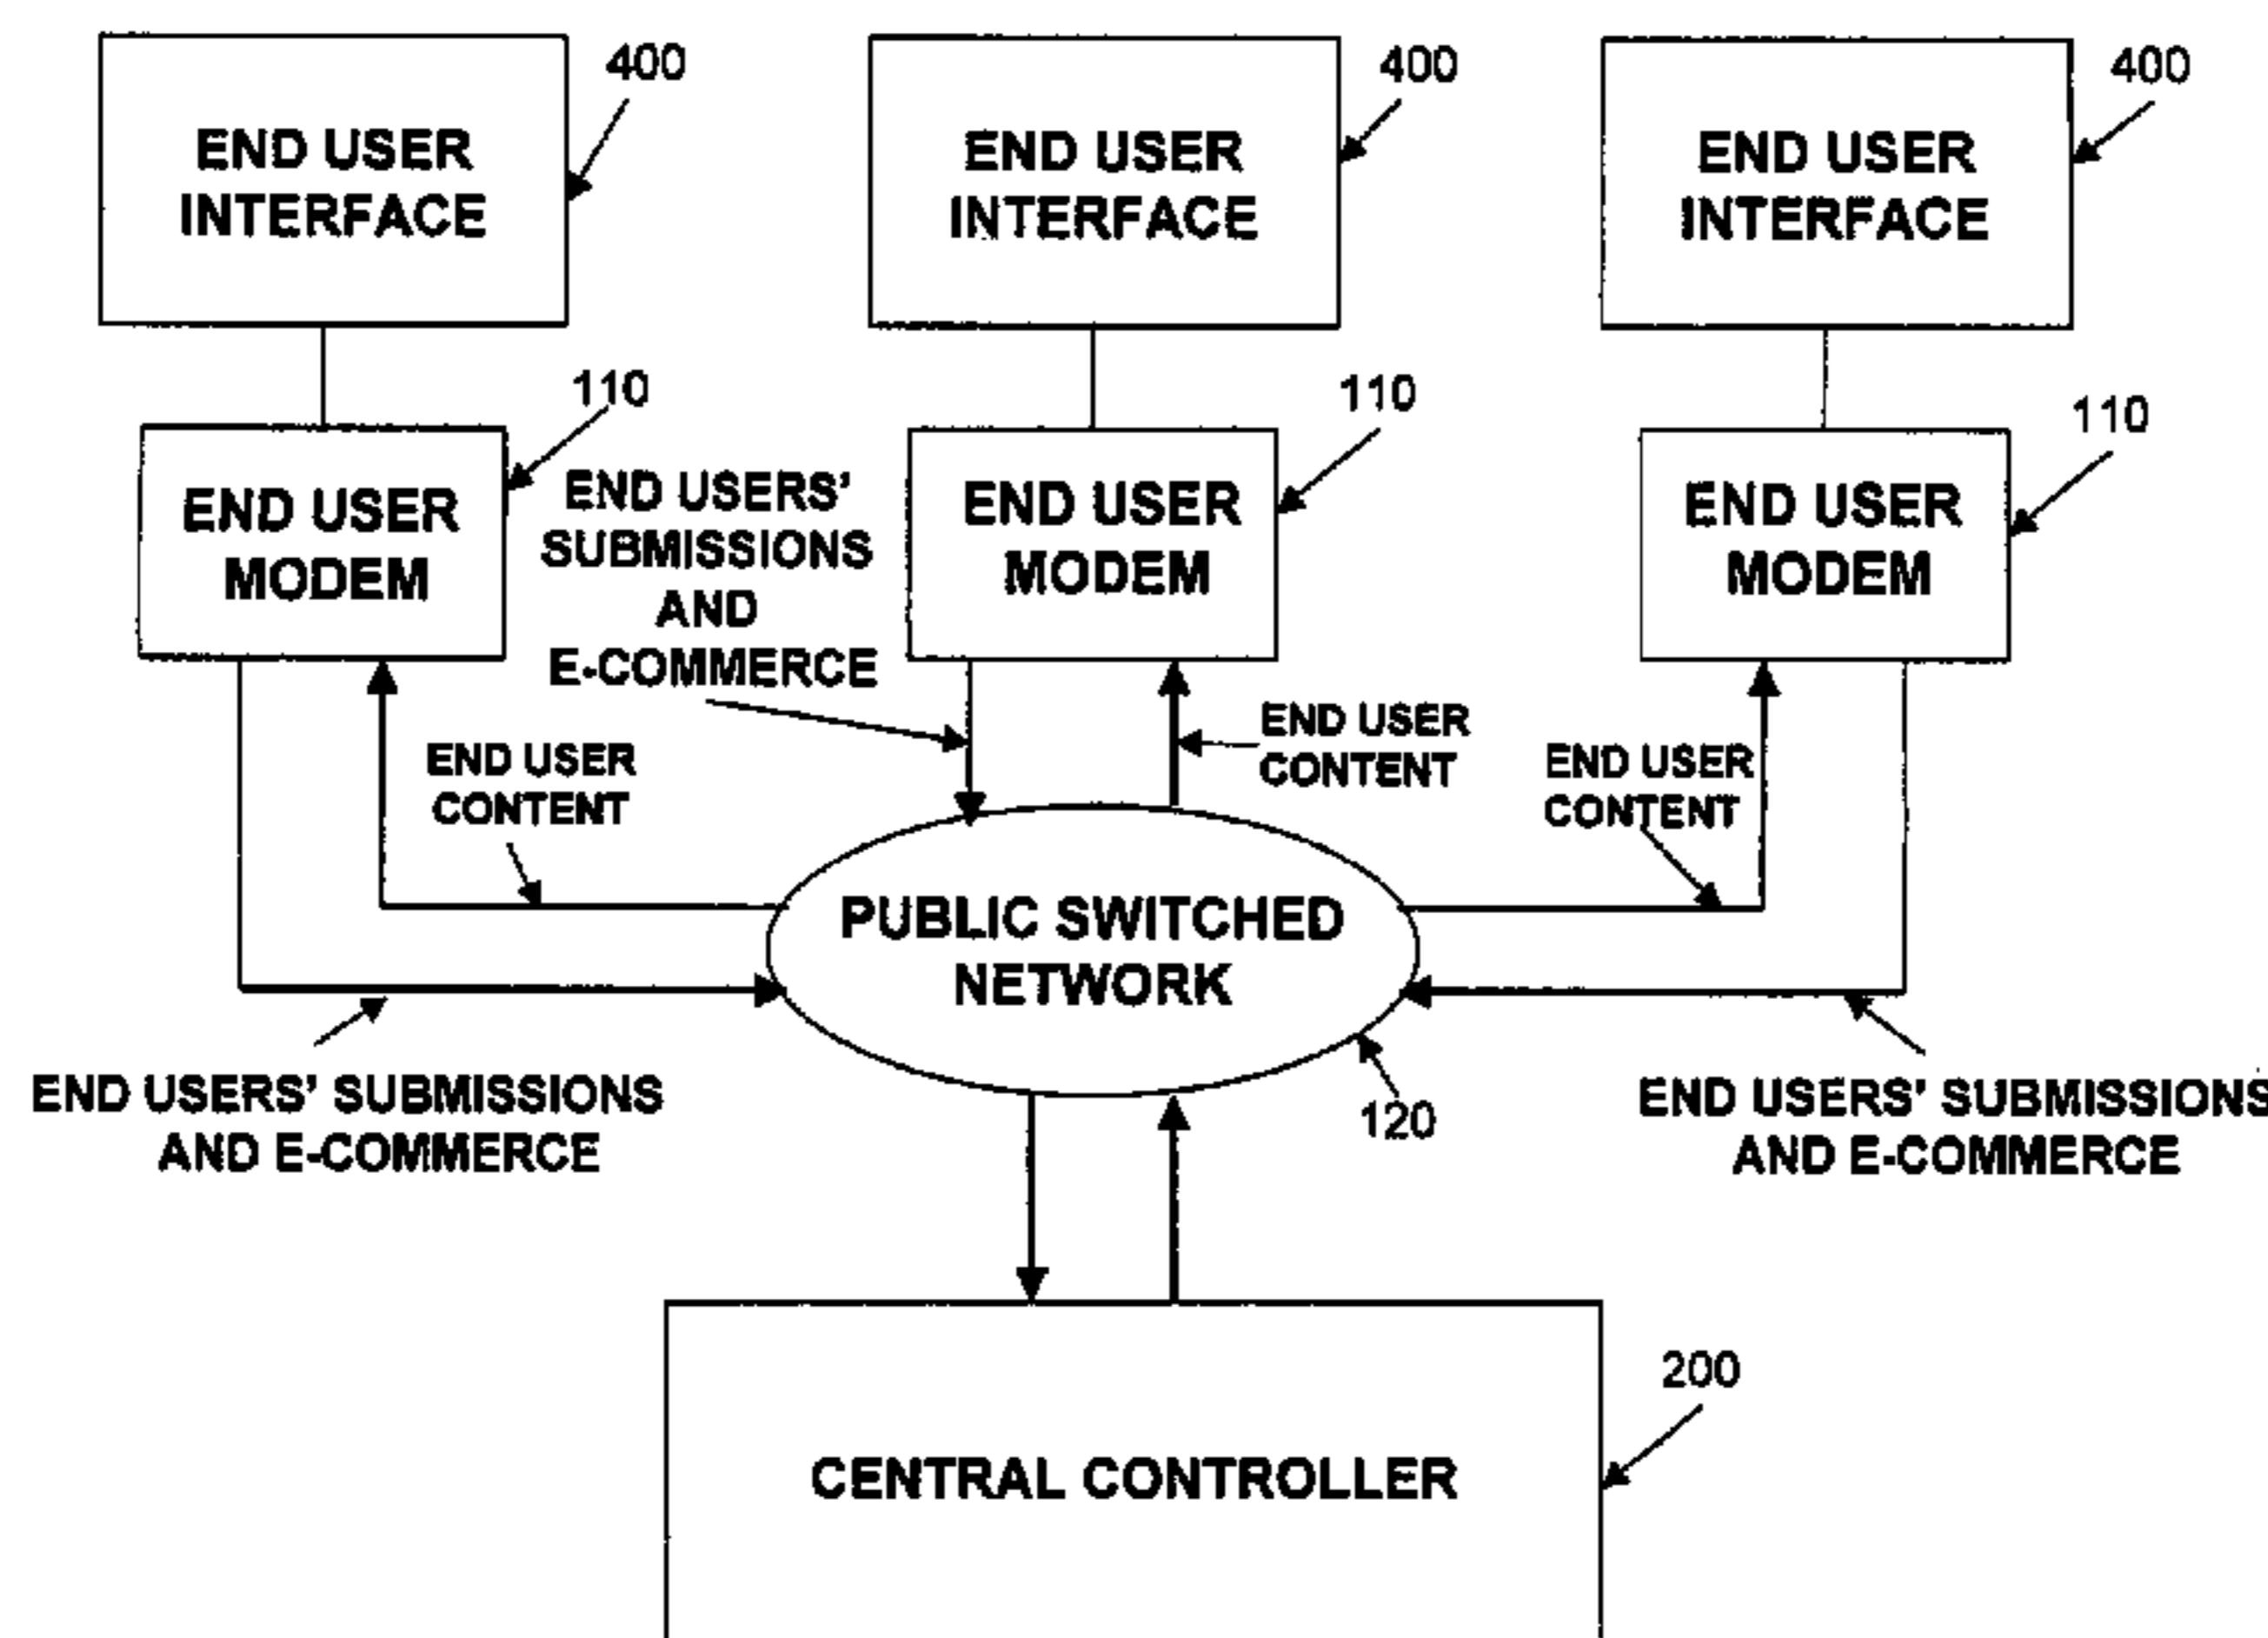 400
400
400
END USER
INTERFACE
END USER
INTERFACE
END USER
INTERFACE
110
110
110
END USER
MODEM
END USERS'
SUBMISSIONS
AND
E-COMMERCE
END USER
MODEM
END USER
MODEM
END USER
CONTENT
END USER
CONTENT
END USER
CONTENT
PUBLIC SWITCHED
NETWORK
END USERS' SUBMISSIONS
AND E-COMMERCE
120
END USERS' SUBMISSIONS
AND E-COMMERCE
200
CENTRAL CONTROLLER